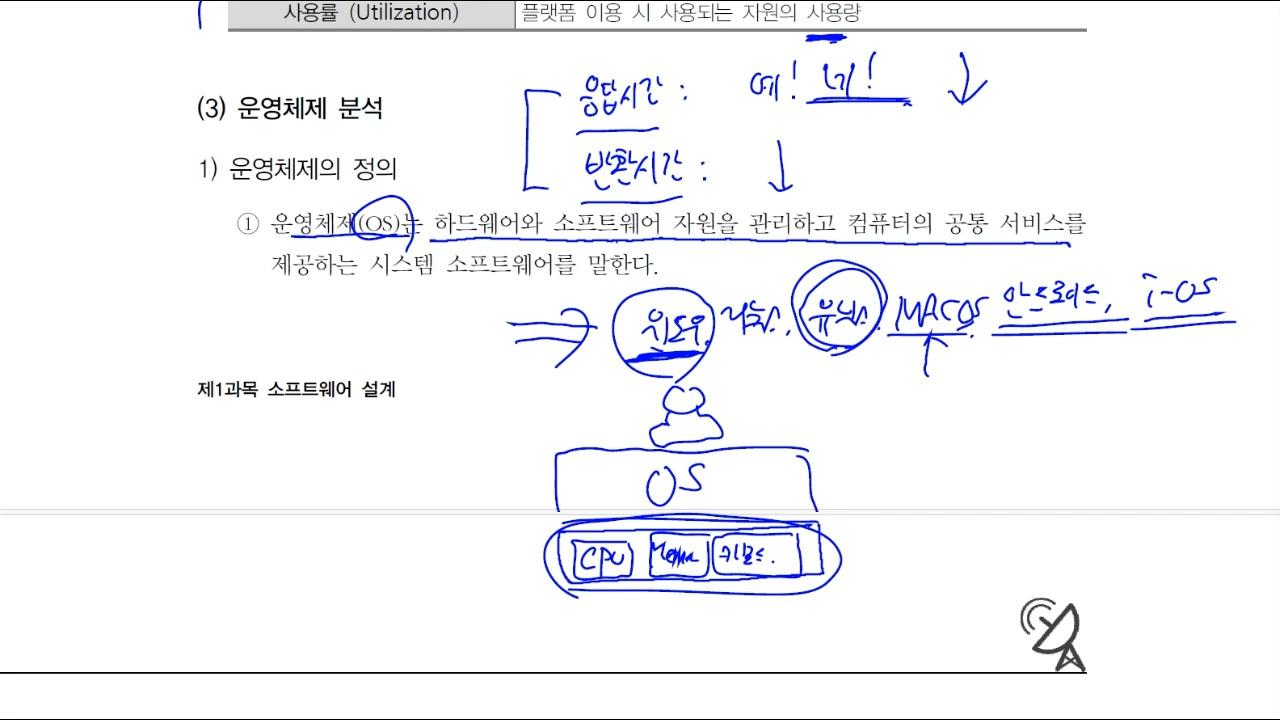 사용률 (Utilization) 플랫폼 이용 시 사용되는 자원의 사용량
응답시간 : 예! 네!
(3) 운영체제 분석
반환시간 :
1) 운영체제의 정의
① 운영체제(OS)는 하드웨어와 소프트웨어 자원을 관리하고 컴퓨터의 공통 서비스를
제공하는 시스템 소프트웨어를 말한다.
윈도우, 리눅스, 유닉스, MACOS, 안드로이드, i-OS
제1과목 소프트웨어 설계
OS
CPU 키보드.